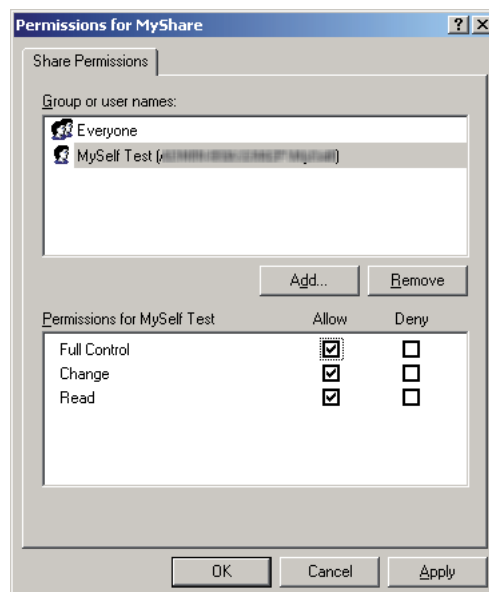 Permissions for MyShare
Share Permissions
Group or user names:
Everyone
MySelf Test (
Add... Remove
Permissions for MySelf Test Allow Deny
Full Control
Change
Read
OK Cancel Apply